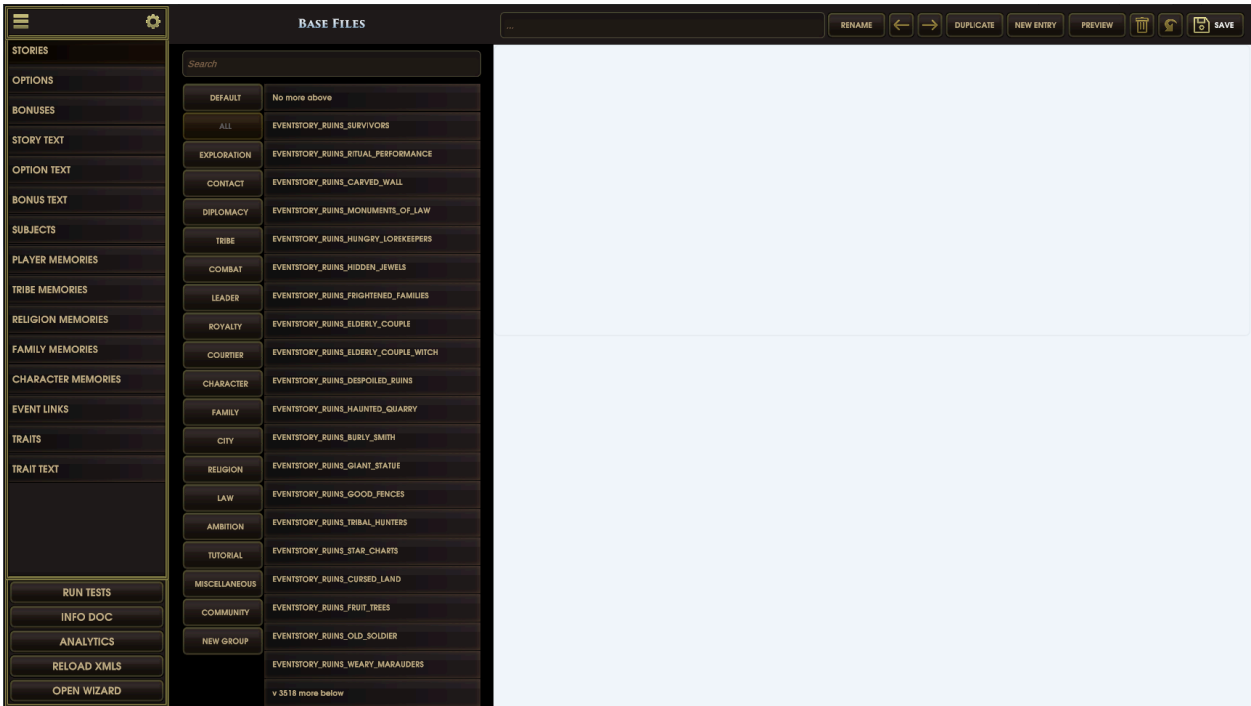 BASE FILES
...
RENAME
DUPLICATE
NEW ENTRY
PREVIEW
SAVE
STORIES
OPTIONS
BONUSES
STORY TEXT
OPTION TEXT
BONUS TEXT
SUBJECTS
PLAYER MEMORIES
TRIBE MEMORIES
RELIGION MEMORIES
FAMILY MEMORIES
CHARACTER MEMORIES
EVENT LINKS
TRAITS
TRAIT TEXT
RUN TESTS
INFO DOC
ANALYTICS
RELOAD XMLS
OPEN WIZARD
Search
DEFAULT
ALL
EXPLORATION
CONTACT
DIPLOMACY
TRIBE
COMBAT
LEADER
ROYALTY
COURTIER
CHARACTER
FAMILY
CITY
RELIGION
LAW
AMBITION
TUTORIAL
MISCELLANEOUS
COMMUNITY
NEW GROUP
No more above
EVENTSTORY_RUINS_SURVIVORS
EVENTSTORY_RUINS_RITUAL_PERFORMANCE
EVENTSTORY_RUINS_CARVED_WALL
EVENTSTORY_RUINS_MONUMENTS_OF_LAW
EVENTSTORY_RUINS_HUNGRY_LOREKEEPERS
EVENTSTORY_RUINS_HIDDEN_JEWELS
EVENTSTORY_RUINS_FRIGHTENED_FAMILIES
EVENTSTORY_RUINS_ELDERLY_COUPLE
EVENTSTORY_RUINS_ELDERLY_COUPLE_WITCH
EVENTSTORY_RUINS_DESPOILED_RUINS
EVENTSTORY_RUINS_HAUNTED_QUARRY
EVENTSTORY_RUINS_BURLY_SMITH
EVENTSTORY_RUINS_GIANT_STATUE
EVENTSTORY_RUINS_GOOD_FENCES
EVENTSTORY_RUINS_TRIBAL_HUNTERS
EVENTSTORY_RUINS_STAR_CHARTS
EVENTSTORY_RUINS_CURSED_LAND
EVENTSTORY_RUINS_FRUIT_TREES
EVENTSTORY_RUINS_OLD_SOLDIER
EVENTSTORY_RUINS_WEARY_MARAUDERS
v 3518 more below